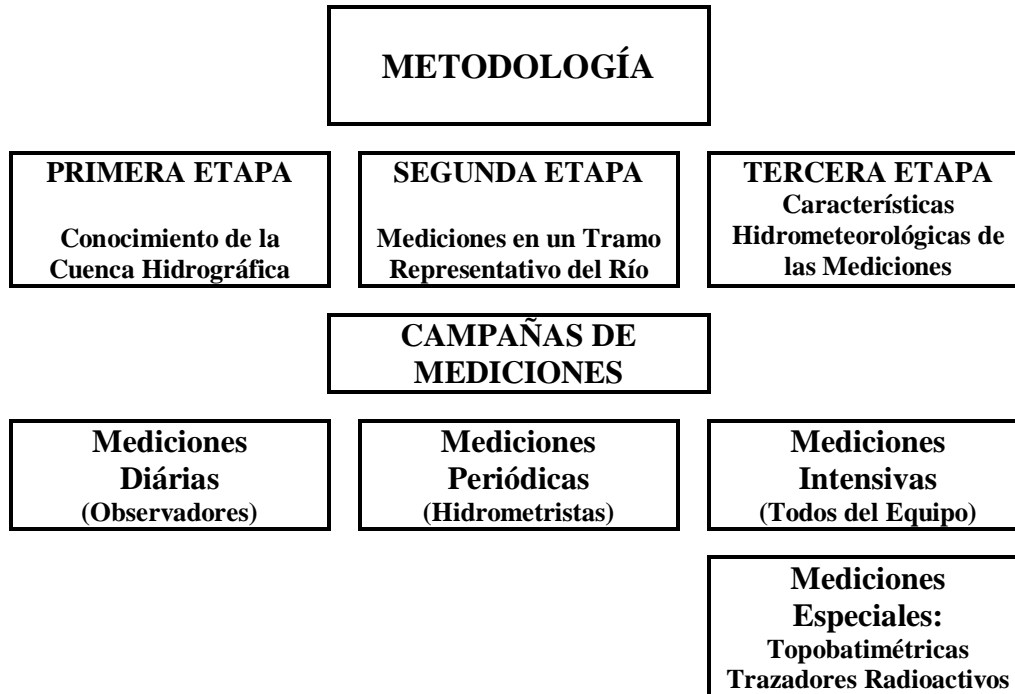 METODOLOGÍA
PRIMERA ETAPA
Conocimiento de la
Cuenca Hidrográfica
SEGUNDA ETAPA
Mediciones en un Tramo
Representativo del Río
TERCERA ETAPA
Características
Hidrometeorológicas de
las Mediciones
CAMPAÑAS DE
MEDICIONES
Mediciones
Diárias
(Observadores)
Mediciones
Periódicas
(Hidrometristas)
Mediciones
Intensivas
(Todos del Equipo)
Mediciones
Especiales:
Topobatimétricas
Trazadores Radioactivos